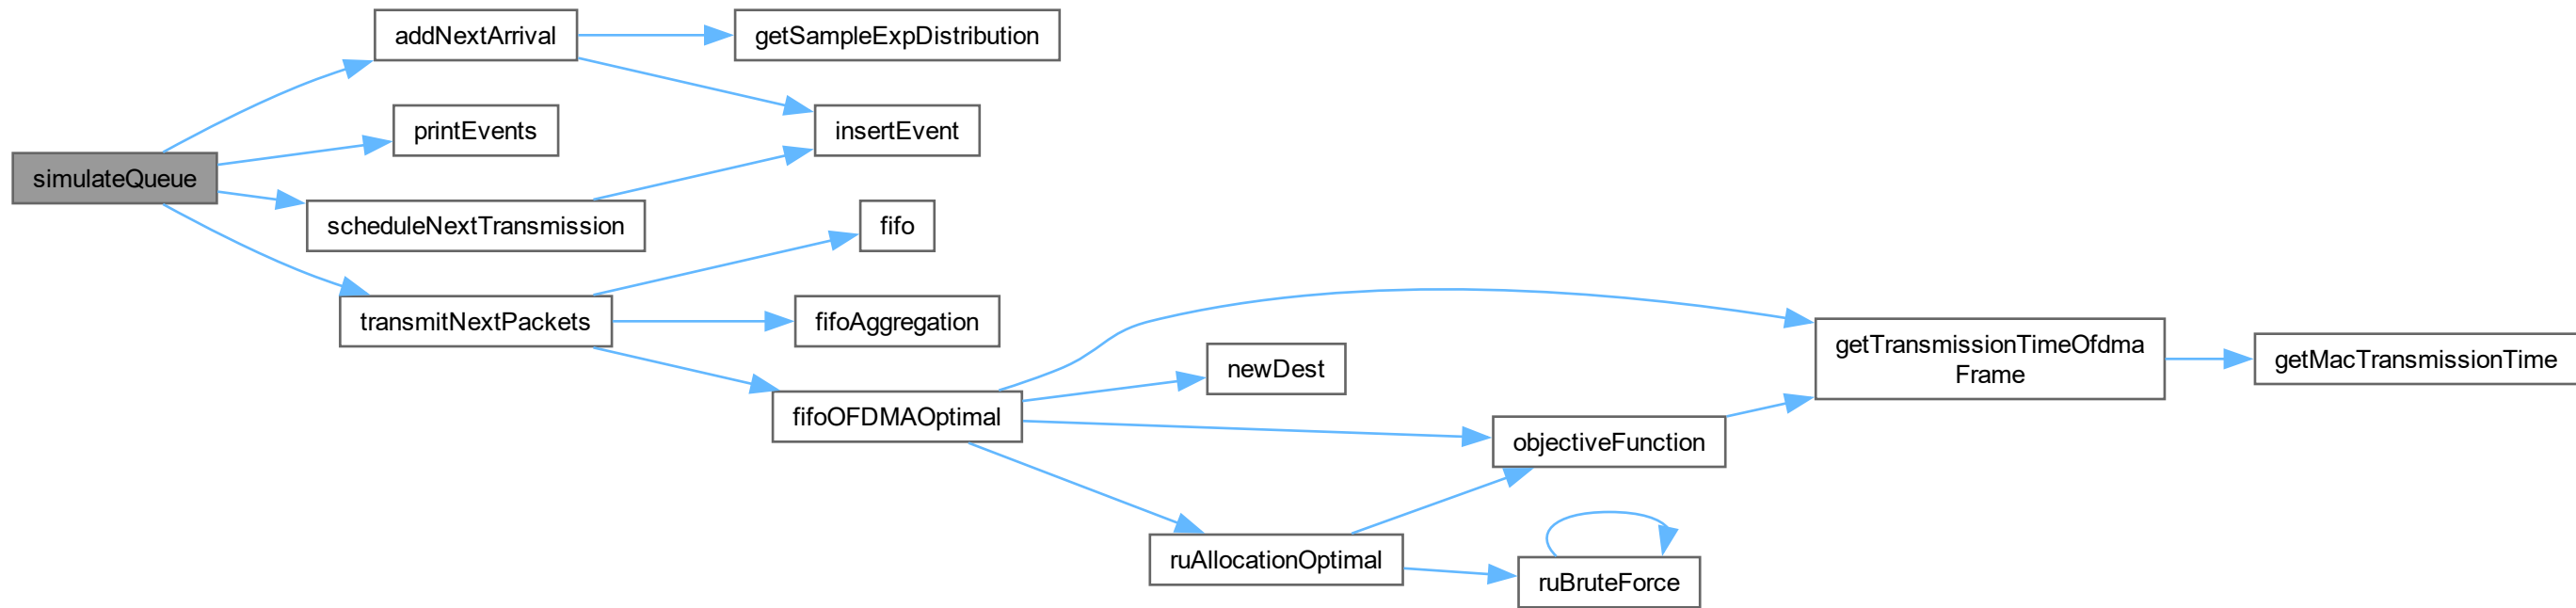 simulateQueue
addNextArrival
getSampleExpDistribution
printEvents
insertEvent
scheduleNextTransmission
fifo
transmitNextPackets
fifoAggregation
fifoOFDMAOptimal
newDest
getTransmissionTimeOfdma
Frame
getMacTransmissionTime
objectiveFunction
ruAllocationOptimal
ruBruteForce